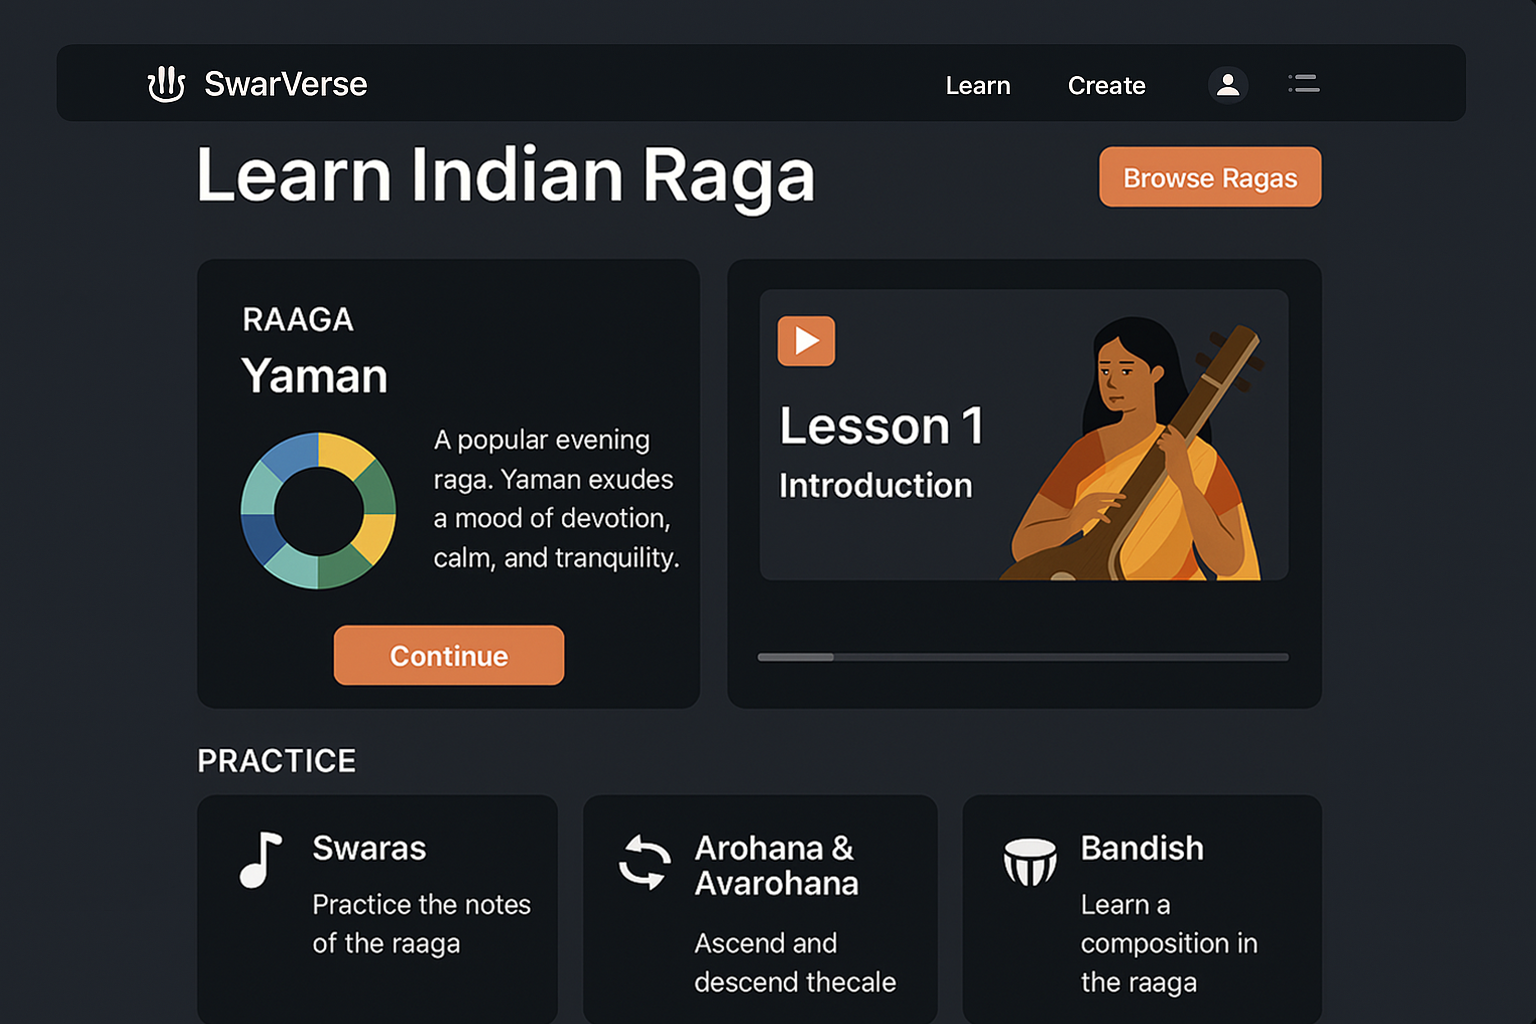 SwarVerse
Learn
Create
Learn Indian Raga
Browse Ragas
RAAGA
Yaman
A popular evening
raga. Yaman exudes
a mood of devotion,
calm, and tranquility.
Continue
Lesson 1
Introduction
PRACTICE
Swaras
Practice the notes
of the raaga
Arohana &
Avarohana
Ascend and
descend thecale
Bandish
Learn a
composition in
the raaga